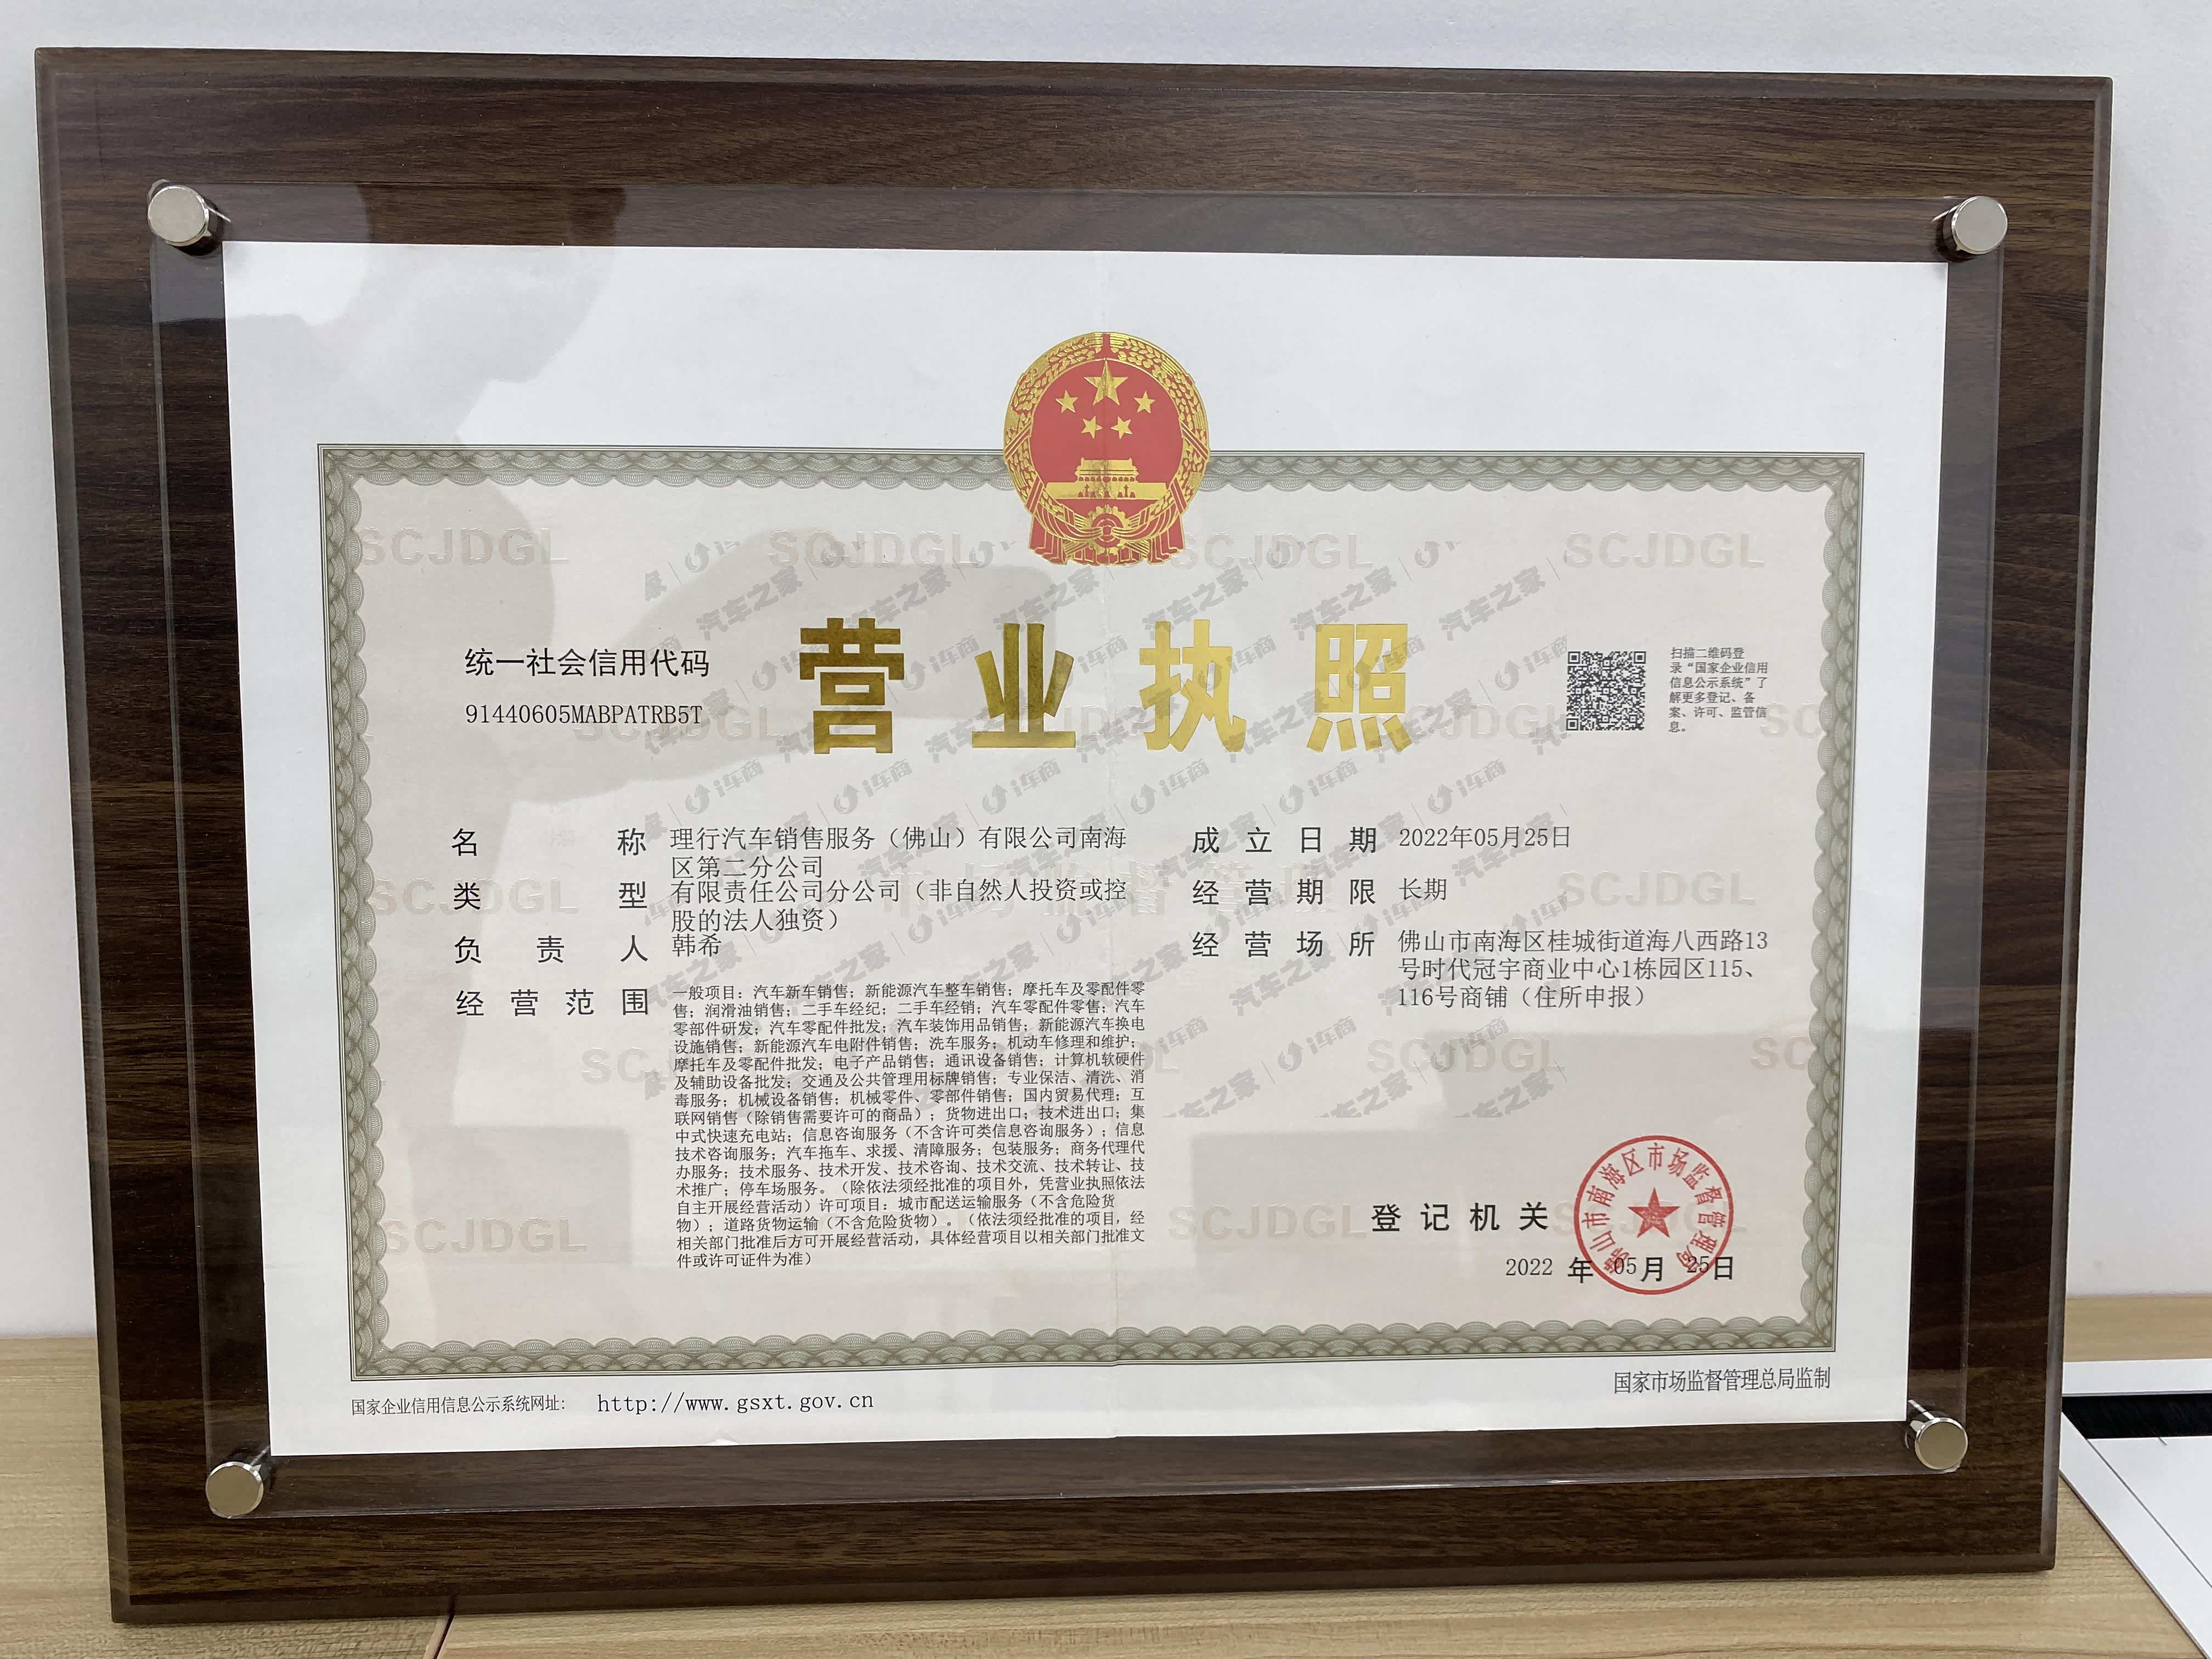 营业执照
统一社会信用代码
91440605MABPATRB5T
扫描二维码登
录“国家企业信用
信息公示系统”了
解更多登记、备
案、许可、监管信
息。
名称 理行汽车销售服务（佛山）有限公司南海
区第二分公司
类型 有限责任公司分公司（非自然人投资或控
股的法人独资）
负责人 韩希
经营范围 一般项目：汽车新车销售；新能源汽车整车销售；摩托车及零配件零
售；润滑油销售；二手车经纪；二手车经销；汽车零配件零售；汽车
零部件研发；汽车零配件批发；汽车装饰用品销售；新能源汽车换电
设施销售；新能源汽车电附件销售；洗车服务；机动车修理和维护；
摩托车及零配件批发；电子产品销售；通讯设备销售；计算机软硬件
及辅助设备批发；交通及公共管理用标牌销售；专业保洁、清洗、消
毒服务；机械设备销售；机械零件、零部件销售；国内贸易代理；互
联网销售（除销售需要许可的商品）；货物进出口；技术进出口；集
中式快速充电站；信息咨询服务（不含许可类信息咨询服务）；信息
技术咨询服务；汽车拖车、求援、清障服务；包装服务；商务代理代
办服务；技术服务、技术开发、技术咨询、技术交流、技术转让、技
术推广；停车场服务。（除依法须经批准的项目外，凭营业执照依法
自主开展经营活动）许可项目：城市配送运输服务（不含危险货
物）；道路货物运输（不含危险货物）。（依法须经批准的项目，经
相关部门批准后方可开展经营活动，具体经营项目以相关部门批准文
件或许可证件为准）
成立日期 2022年05月25日
经营期限 长期
经营场所 佛山市南海区桂城街道海八西路13
号时代冠宇商业中心1栋园区115、
116号商铺（住所申报）
登记机关
佛山市南海区市场监督管理局
2022 年 05 月 25 日
国家企业信用信息公示系统网址： http://www.gsxt.gov.cn
国家市场监督管理总局监制
SCJDGL
汽车之家 | i车商